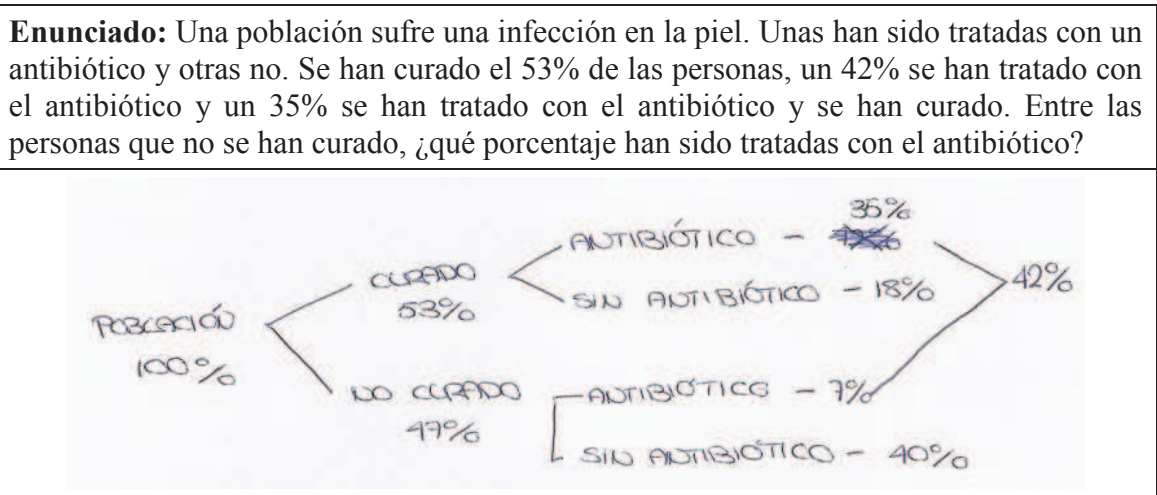 Enunciado: Una población sufre una infección en la piel. Unas han sido tratadas con un
antibiótico y otras no. Se han curado el 53% de las personas, un 42% se han tratado con
el antibiótico y un 35% se han tratado con el antibiótico y se han curado. Entre las
personas que no se han curado, ¿qué porcentaje han sido tratadas con el antibiótico?
35%
ANTIBIÓTICO -
CURADO
53%
SIN ANTIBIÓTICO - 18%
42%
POBLACIÓN
100%
NO CURADO
47%
ANTIBIÓTICO - 7%
SIN ANTIBIÓTICO - 40%